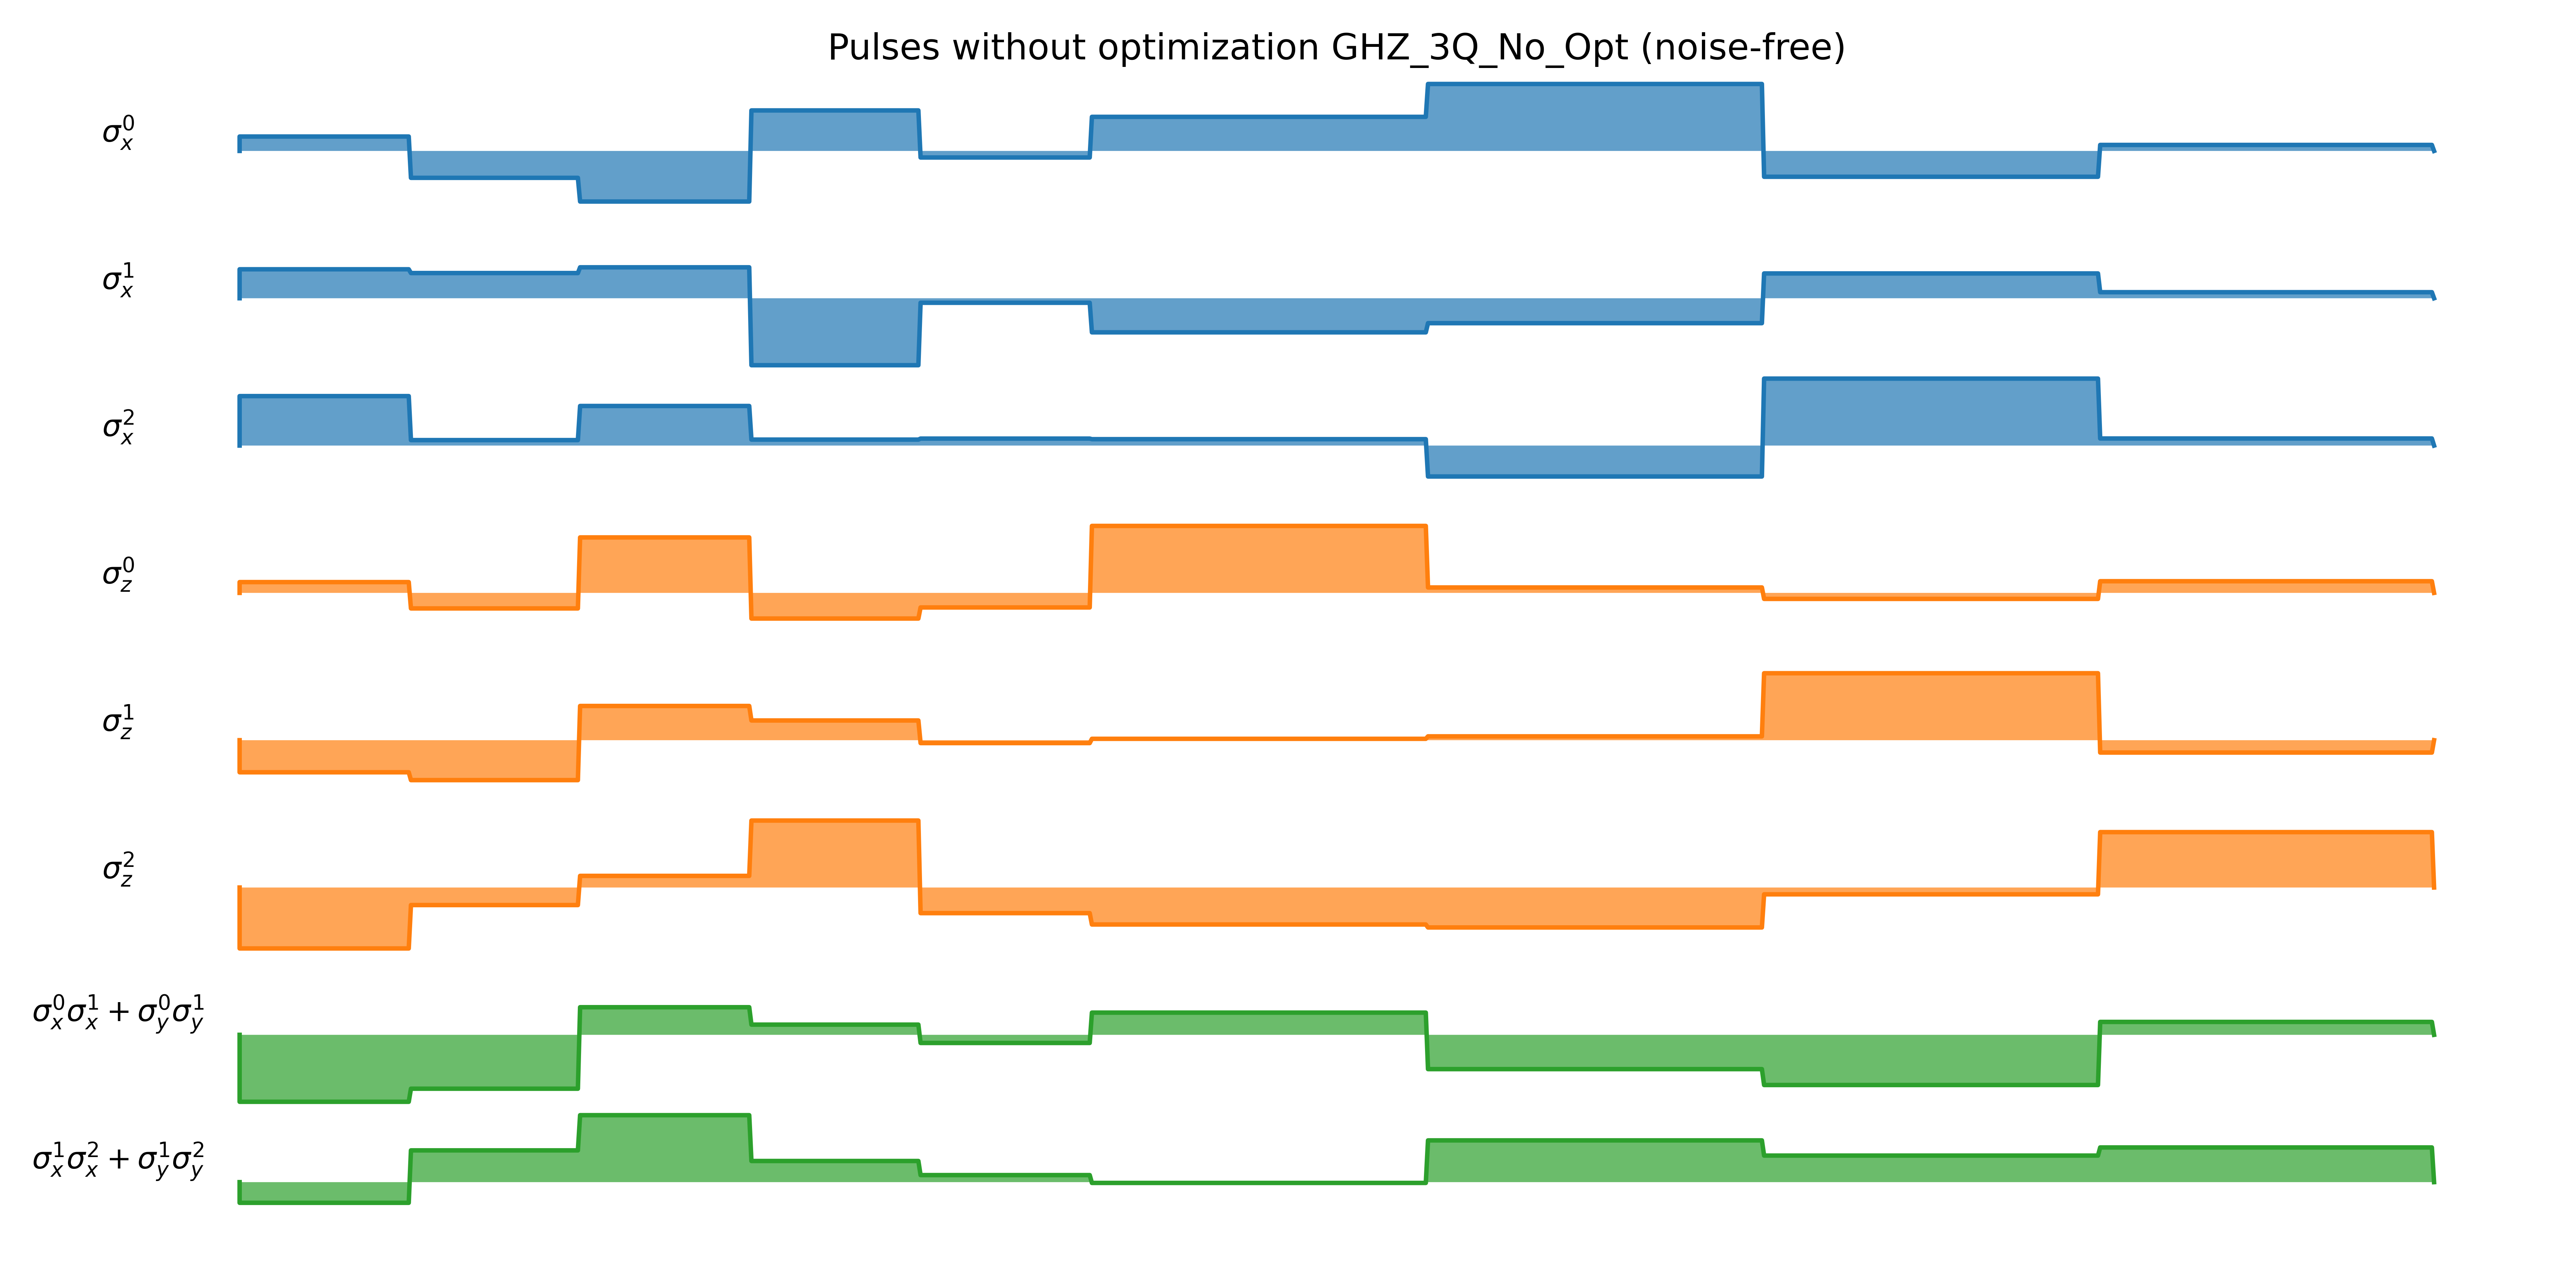 Pulses without optimization GHZ_3Q_No_Opt (noise-free)
σ_x^0
σ_x^1
σ_x^2
σ_z^0
σ_z^1
σ_z^2
σ_x^0σ_x^1 + σ_y^0σ_y^1
σ_x^1σ_x^2 + σ_y^1σ_y^2